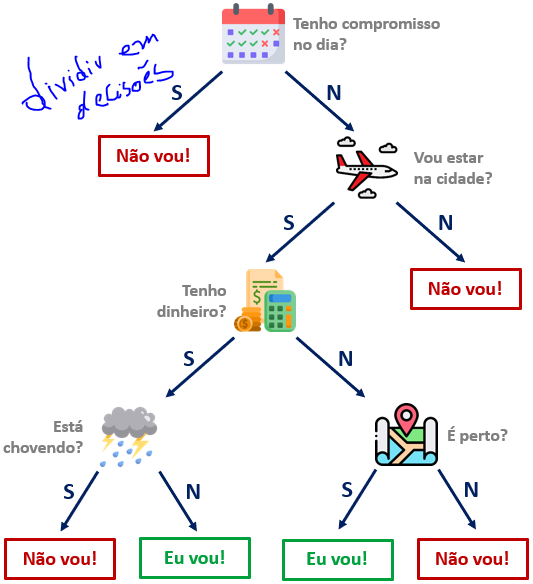 Tenho compromisso
no dia?
dividir em
decisões
S
N
Não vou!
Vou estar
na cidade?
S
N
Não vou!
Tenho
dinheiro?
S
N
Está
chovendo?
É perto?
S
N
S
N
Não vou!
Eu vou!
Eu vou!
Não vou!